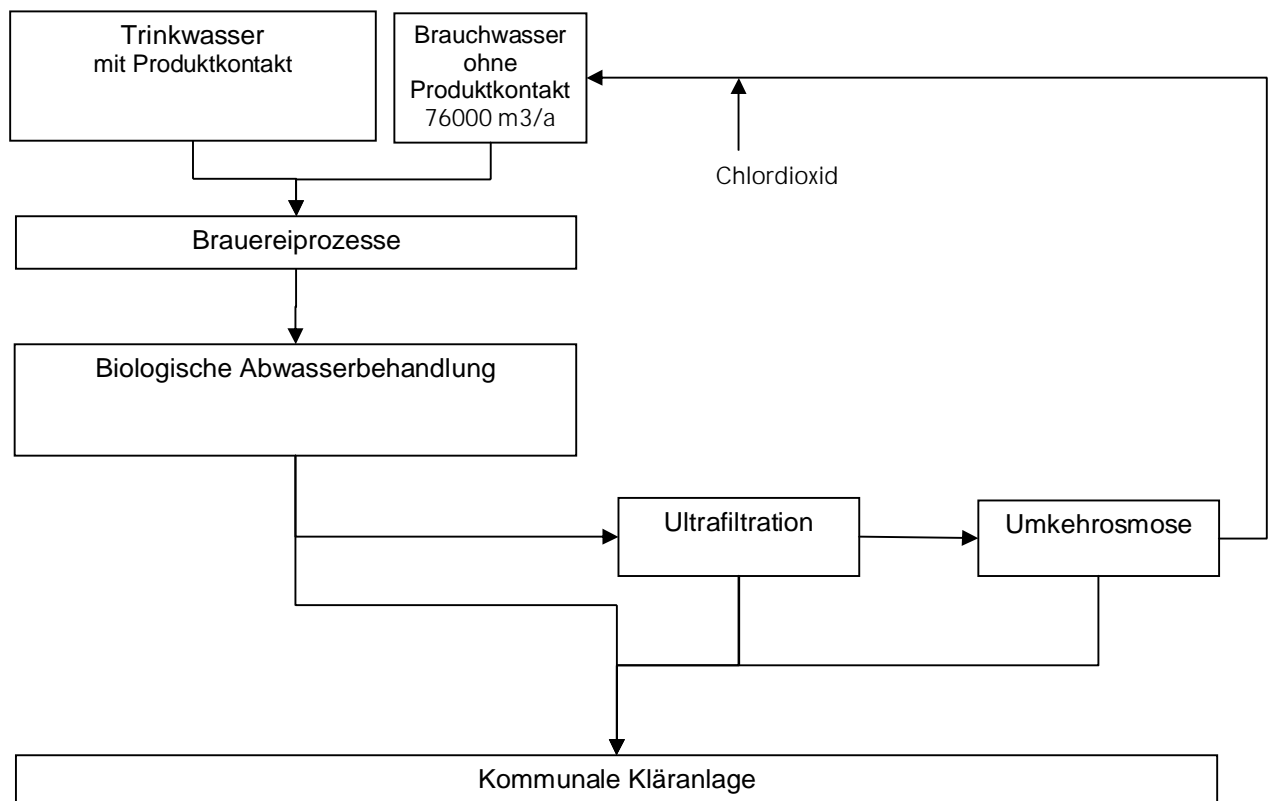 Trinkwasser
mit Produktkontakt
Brauchwasser
ohne
Produktkontakt
76000 m3/a
Chlordioxid
Brauereiprozesse
Biologische Abwasserbehandlung
Ultrafiltration
Umkehrosmose
Kommunale Kläranlage